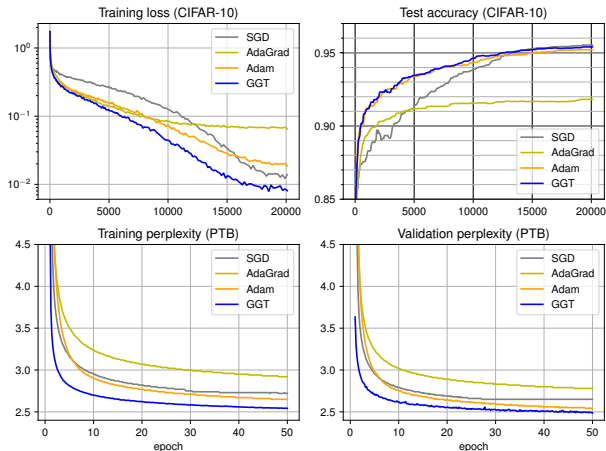 Training loss (CIFAR-10)
10⁰
10⁻¹
10⁻²
0 5000 10000 15000 20000
SGD
AdaGrad
Adam
GGT
Test accuracy (CIFAR-10)
0.95
0.90
0.85
0 5000 10000 15000 20000
SGD
AdaGrad
Adam
GGT
Training perplexity (PTB)
4.5
4.0
3.5
3.0
2.5
0 10 20 30 40 50
epoch
SGD
AdaGrad
Adam
GGT
Validation perplexity (PTB)
4.5
4.0
3.5
3.0
2.5
0 10 20 30 40 50
epoch
SGD
AdaGrad
Adam
GGT